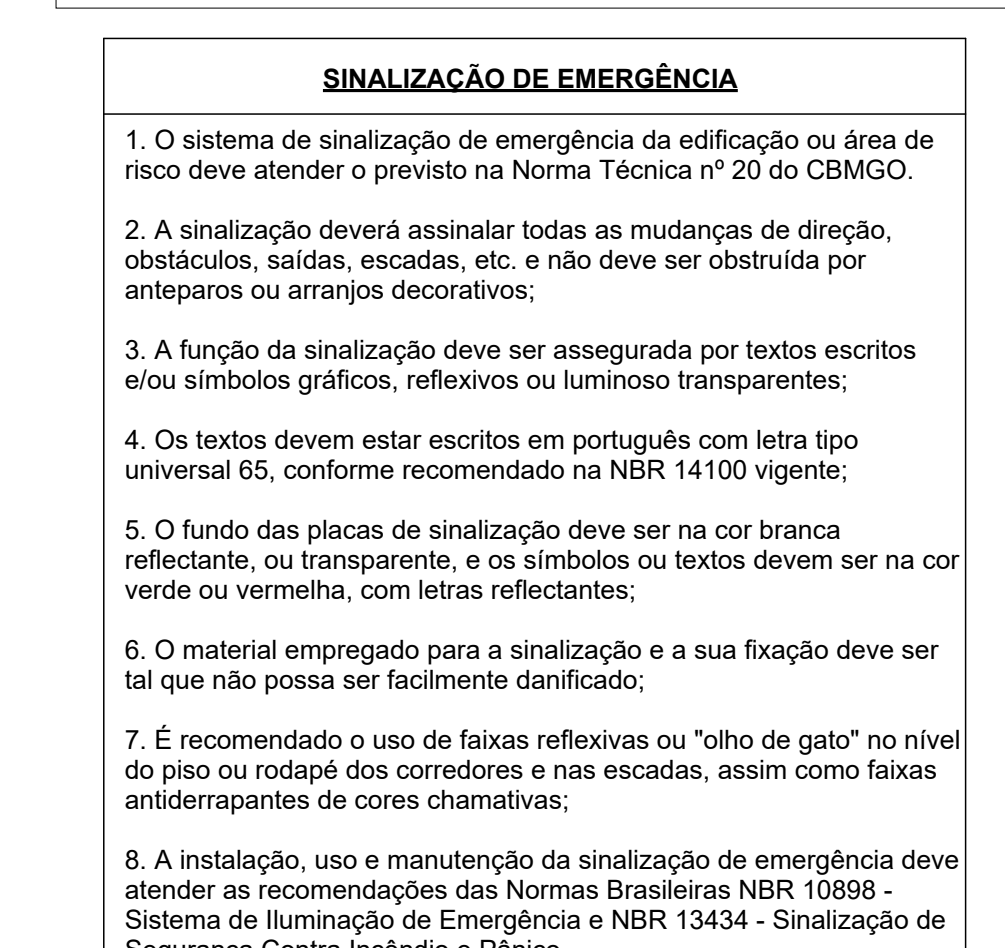 SINALIZAÇÃO DE EMERGÊNCIA
1. O sistema de sinalização de emergência da edificação ou área de
risco deve atender o previsto na Norma Técnica nº 20 do CBMGO.
2. A sinalização deverá assinalar todas as mudanças de direção,
obstáculos, saídas, escadas, etc. e não deve ser obstruída por
anteparos ou arranjos decorativos;
3. A função da sinalização deve ser assegurada por textos escritos
e/ou símbolos gráficos, reflexivos ou luminoso transparentes;
4. Os textos devem estar escritos em português com letra tipo
universal 65, conforme recomendado na NBR 14100 vigente;
5. O fundo das placas de sinalização deve ser na cor branca
reflectante, ou transparente, e os símbolos ou textos devem ser na cor
verde ou vermelha, com letras reflectantes;
6. O material empregado para a sinalização e a sua fixação deve ser
tal que não possa ser facilmente danificado;
7. É recomendado o uso de faixas reflexivas ou "olho de gato" no nível
do piso ou rodapé dos corredores e nas escadas, assim como faixas
antiderrapantes de cores chamativas;
8. A instalação, uso e manutenção da sinalização de emergência deve
atender as recomendações das Normas Brasileiras NBR 10898 -
Sistema de Iluminação de Emergência e NBR 13434 - Sinalização de
Segurança Contra Incêndio e Pânico